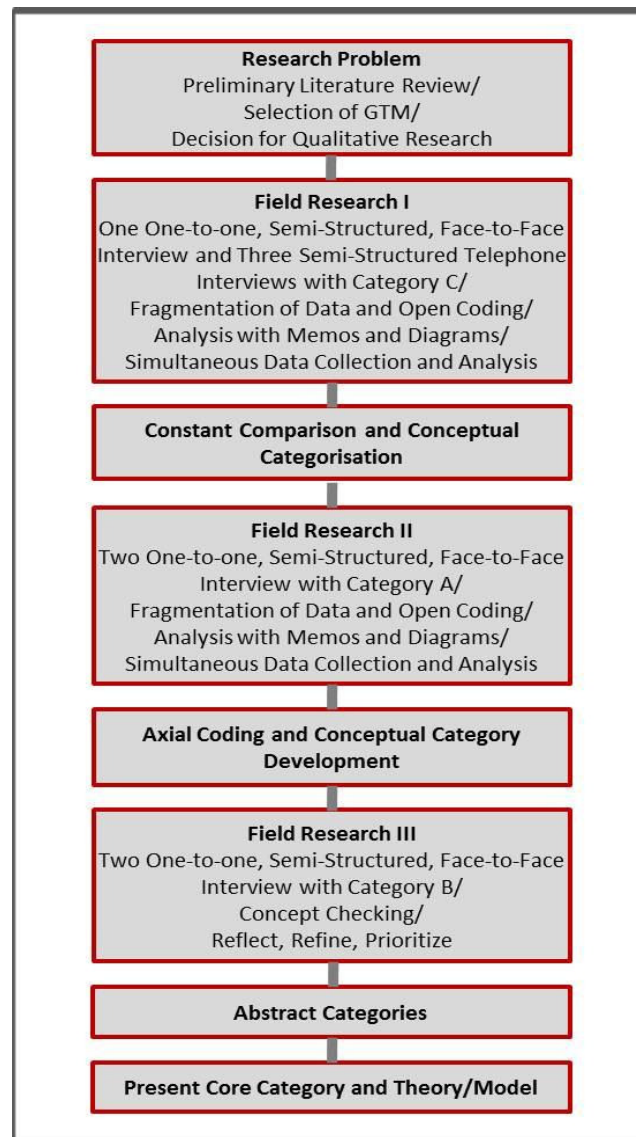 Research Problem
Preliminary Literature Review/
Selection of GTM/
Decision for Qualitative Research
Field Research I
One One-to-one, Semi-Structured, Face-to-Face
Interview and Three Semi-Structured Telephone
Interviews with Category C/
Fragmentation of Data and Open Coding/
Analysis with Memos and Diagrams/
Simultaneous Data Collection and Analysis
Constant Comparison and Conceptual
Categorisation
Field Research II
Two One-to-one, Semi-Structured, Face-to-Face
Interview with Category A/
Fragmentation of Data and Open Coding/
Analysis with Memos and Diagrams/
Simultaneous Data Collection and Analysis
Axial Coding and Conceptual Category
Development
Field Research III
Two One-to-one, Semi-Structured, Face-to-Face
Interview with Category B/
Concept Checking/
Reflect, Refine, Prioritize
Abstract Categories
Present Core Category and Theory/Model